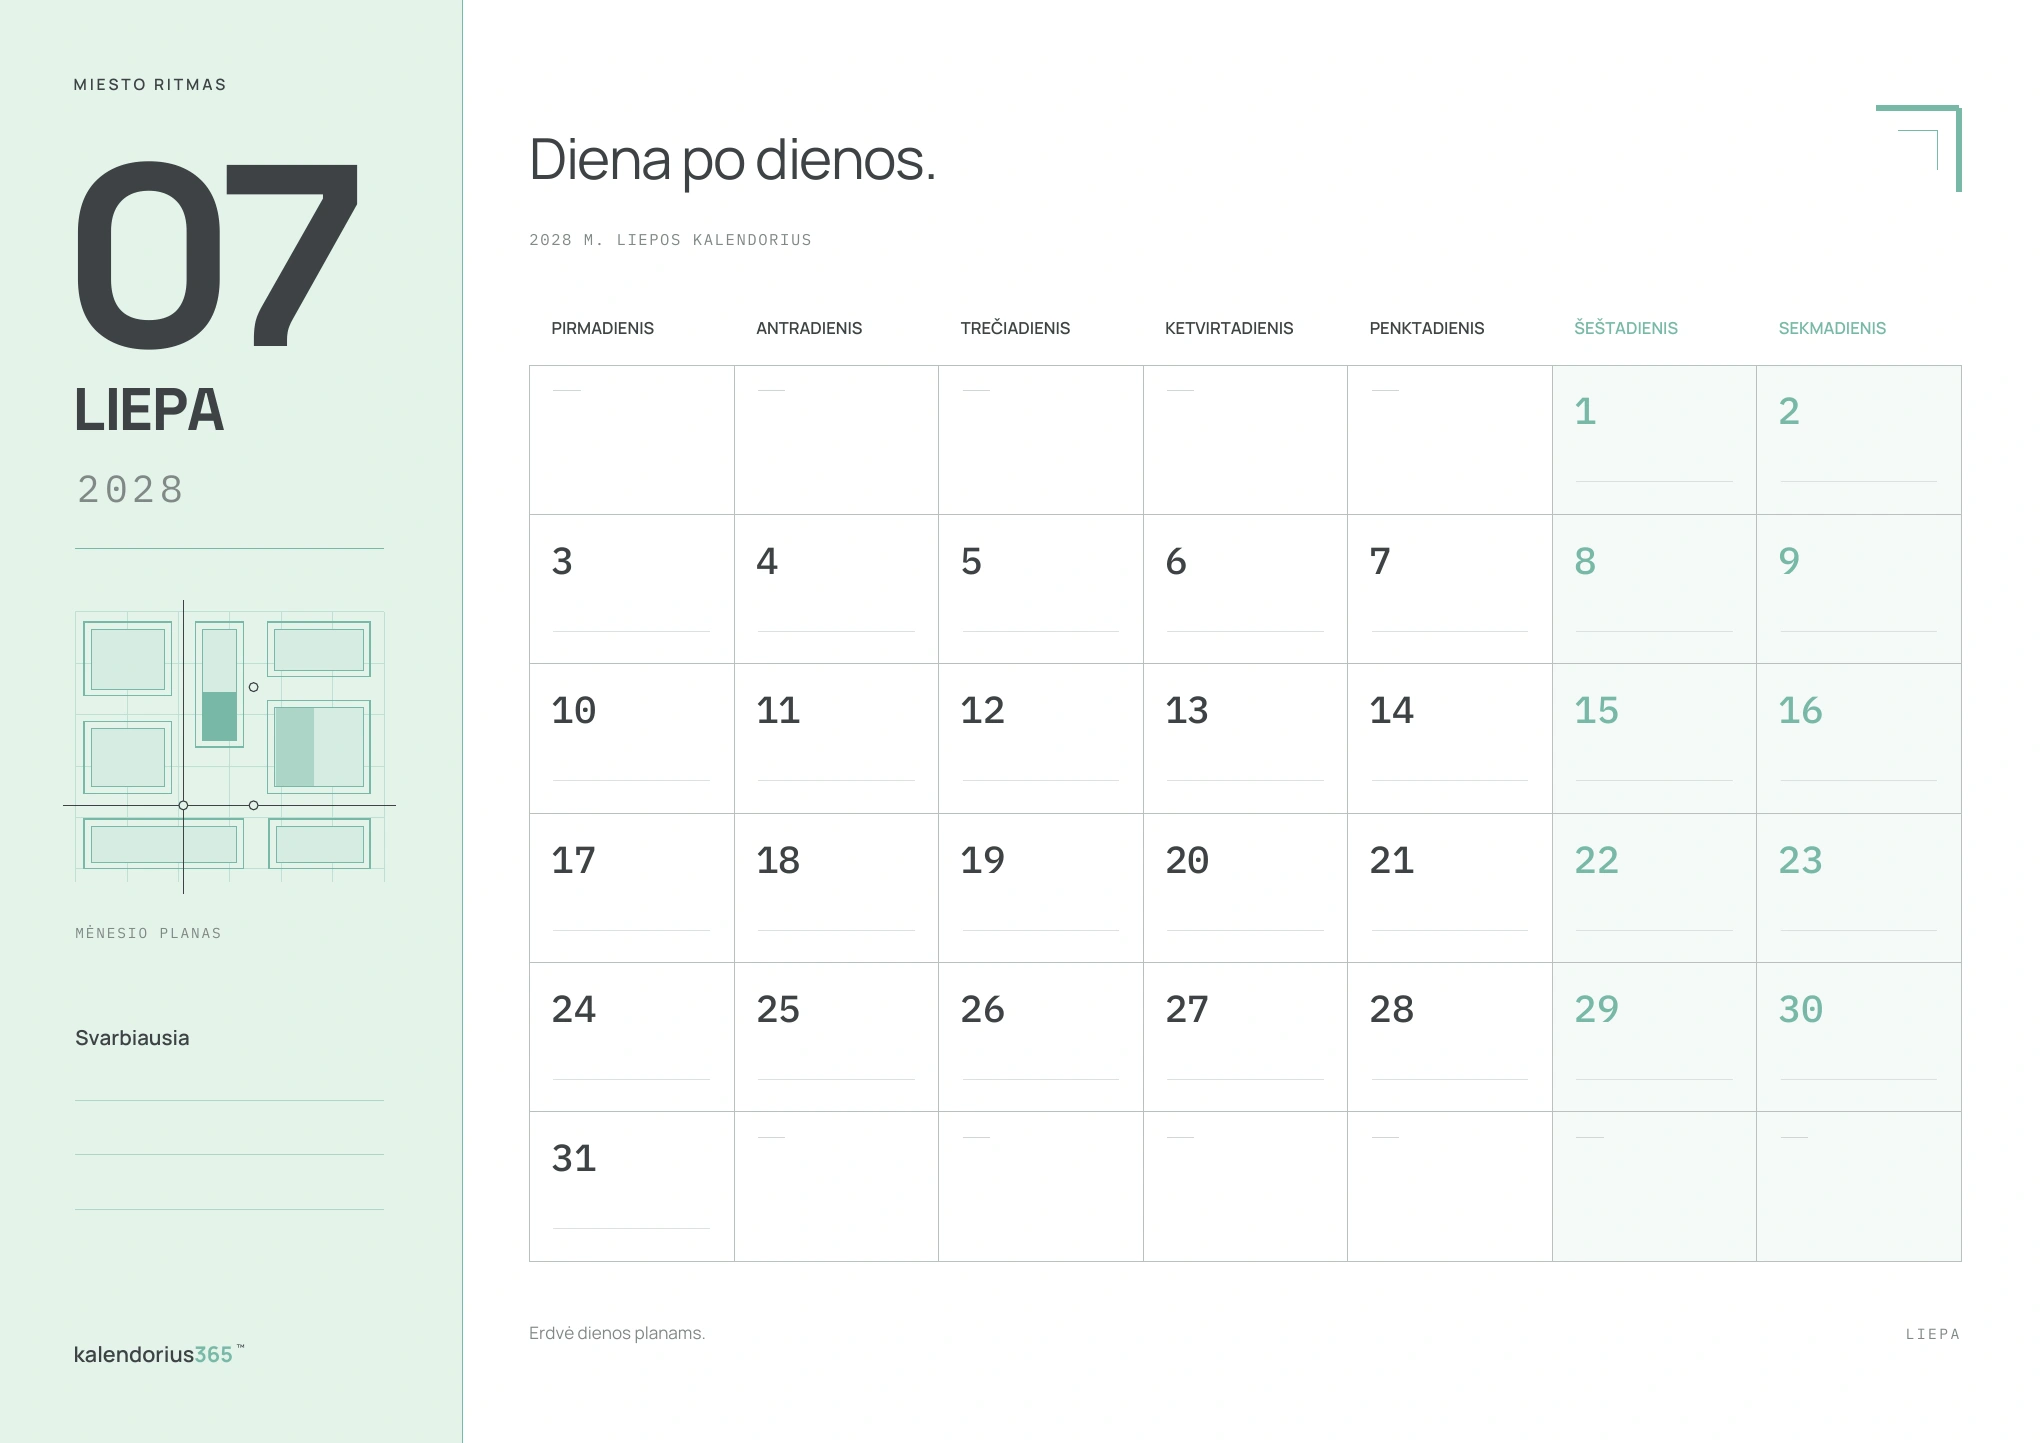 MIESTO RITMAS
07
LIEPA
2028
MĖNESIO PLANAS
Svarbiausia
kalendorius365™
Diena po dienos.
2028 M. LIEPOS KALENDORIUS
PIRMADIENIS ANTRADIENIS TREČIADIENIS KETVIRTADIENIS PENKTADIENIS ŠEŠTADIENIS SEKMADIENIS
1 2
3 4 5 6 7 8 9
10 11 12 13 14 15 16
17 18 19 20 21 22 23
24 25 26 27 28 29 30
31
Erdvė dienos planams.
LIEPA